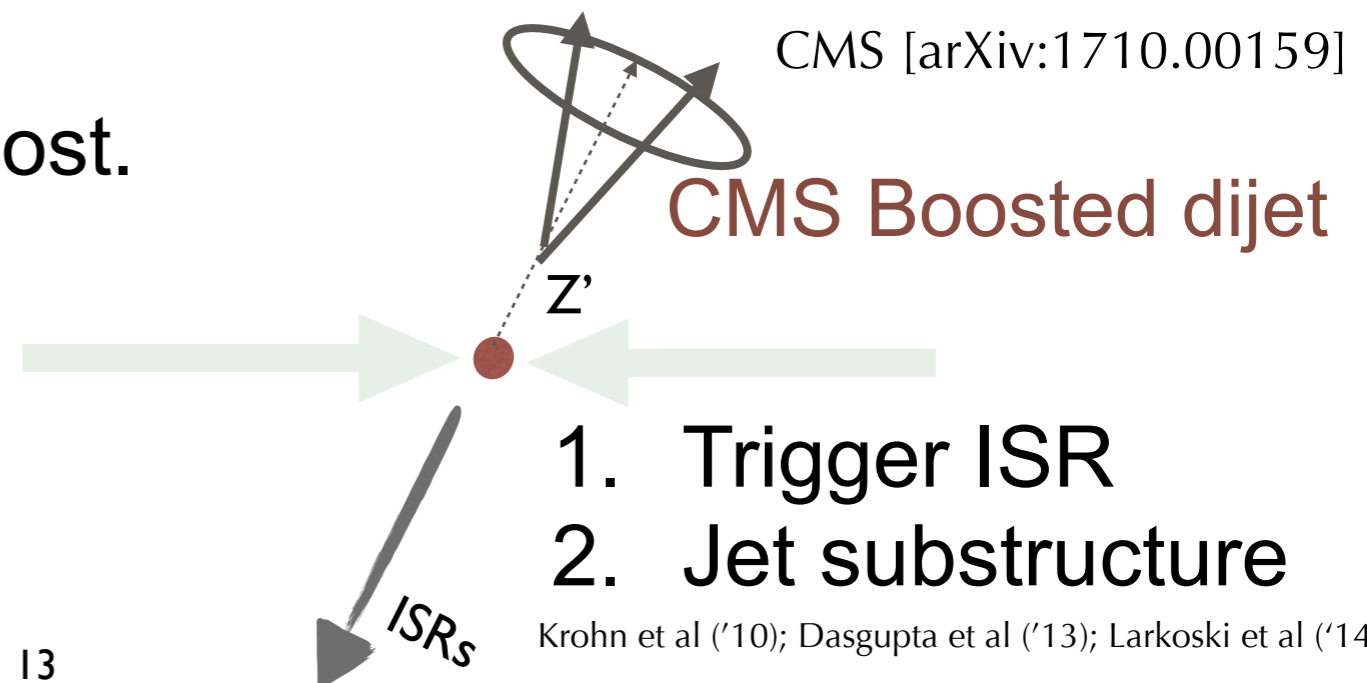 CMS [arXiv:1710.00159]
ost.
CMS Boosted dijet
Z’
1. Trigger ISR
2. Jet substructure
ISRs
Krohn et al (’10); Dasgupta et al (’13); Larkoski et al (‘14
13